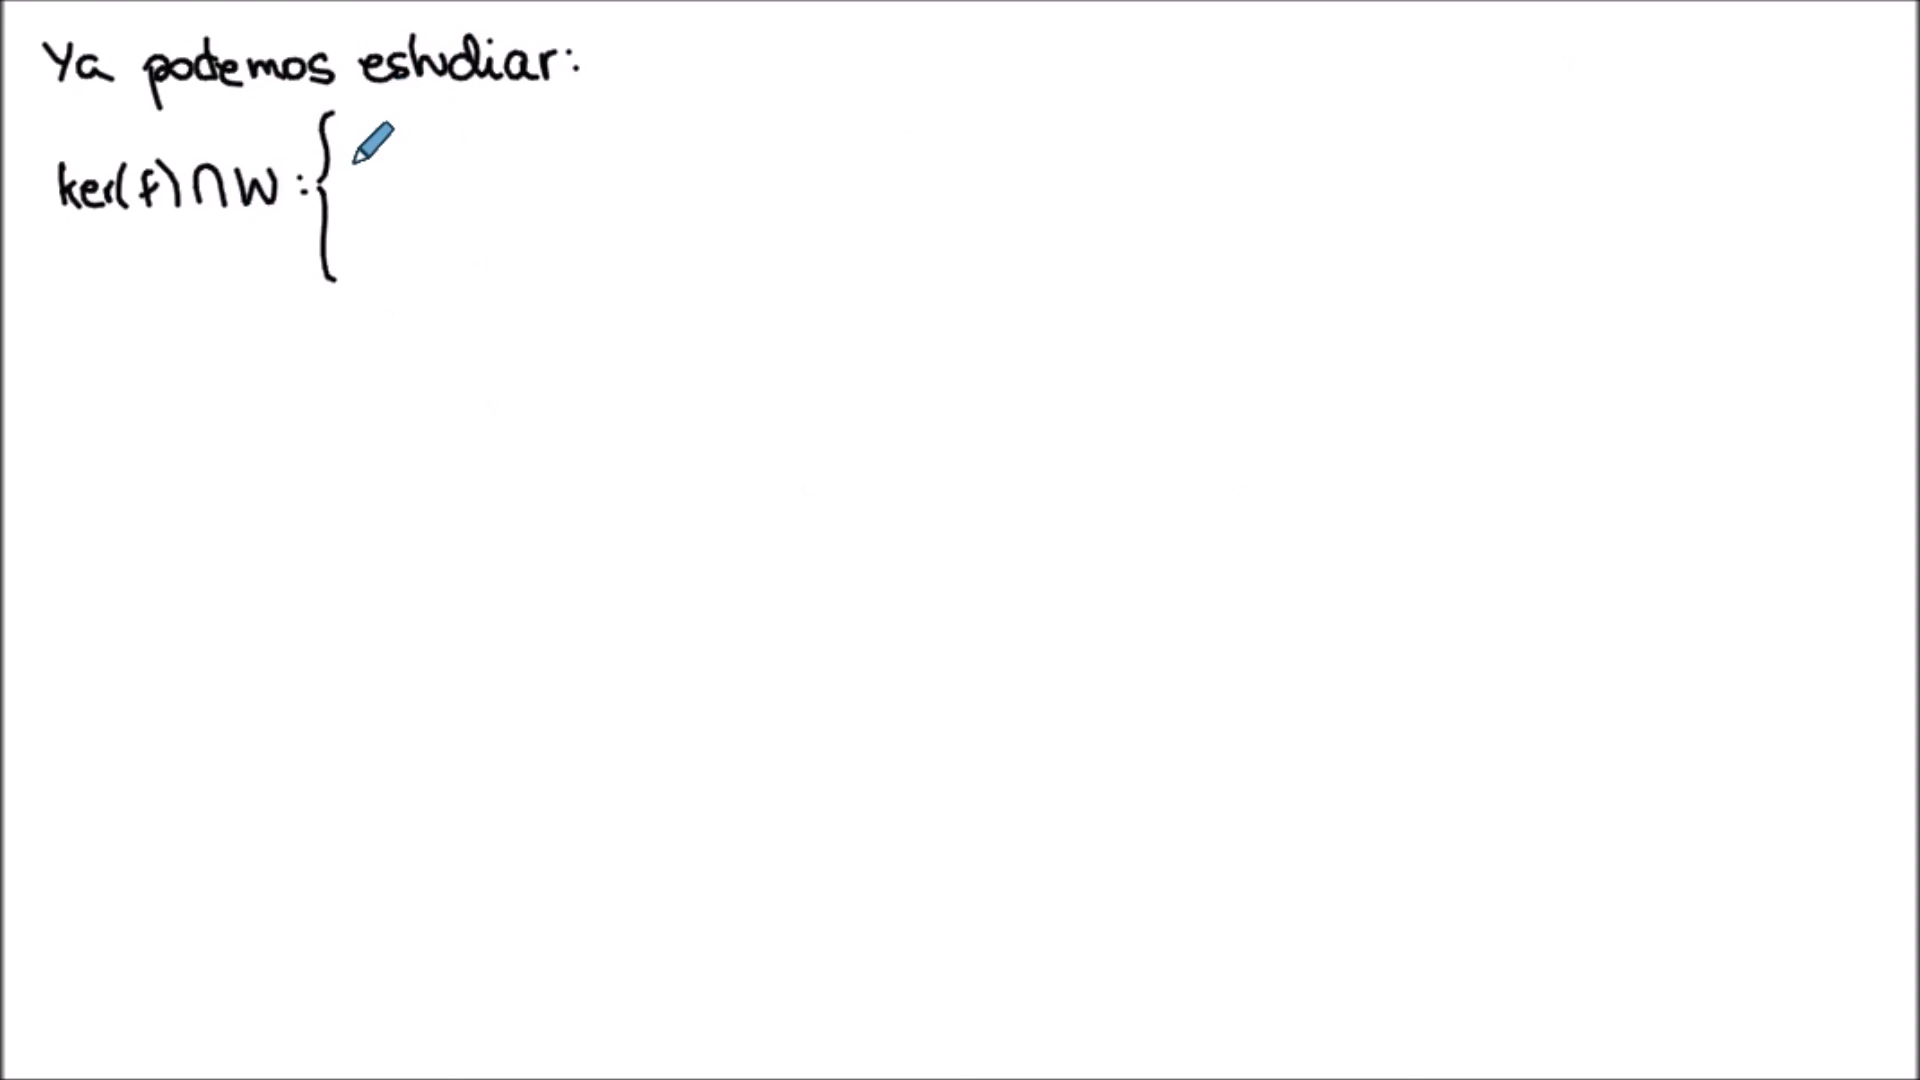 Ya podemos estudiar:
ker(f) ∩ W : {